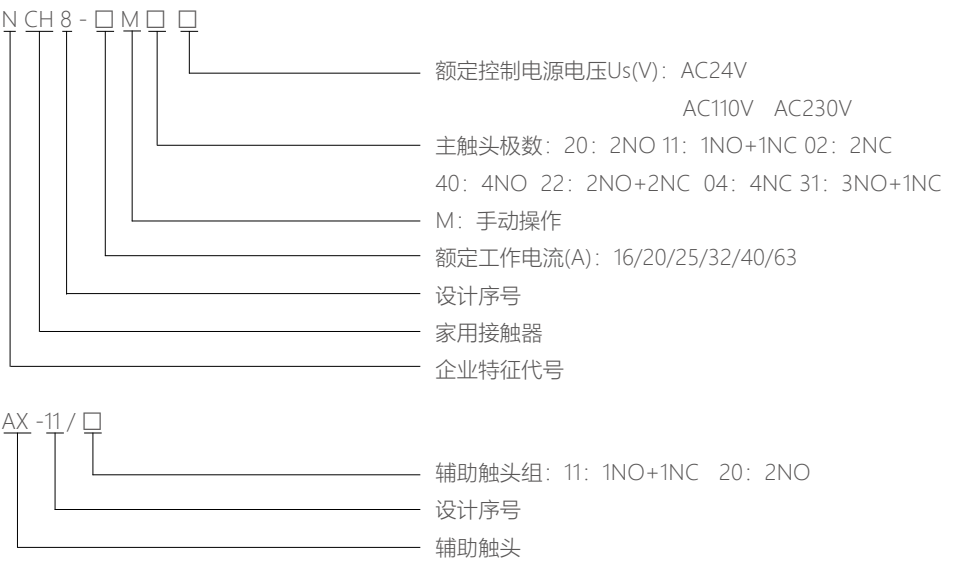 N CH 8 - □ M □ □
额定控制电源电压Us(V)：AC24V
AC110V AC230V
主触头极数：20：2NO 11：1NO+1NC 02：2NC
40：4NO 22：2NO+2NC 04：4NC 31：3NO+1NC
M：手动操作
额定工作电流(A)：16/20/25/32/40/63
设计序号
家用接触器
企业特征代号
AX -11 / □
辅助触头组：11：1NO+1NC 20：2NO
设计序号
辅助触头